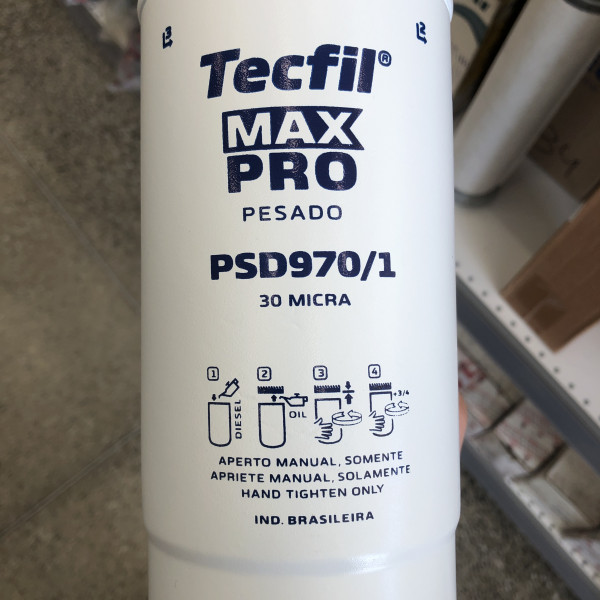 Tecfil®
MAX
PRO
PESADO
PSD970/1
30 MICRA
1 2 3 4
DIESEL OIL +3/4
APERTO MANUAL, SOMENTE
APRIETE MANUAL, SOLAMENTE
HAND TIGHTEN ONLY
IND. BRASILEIRA